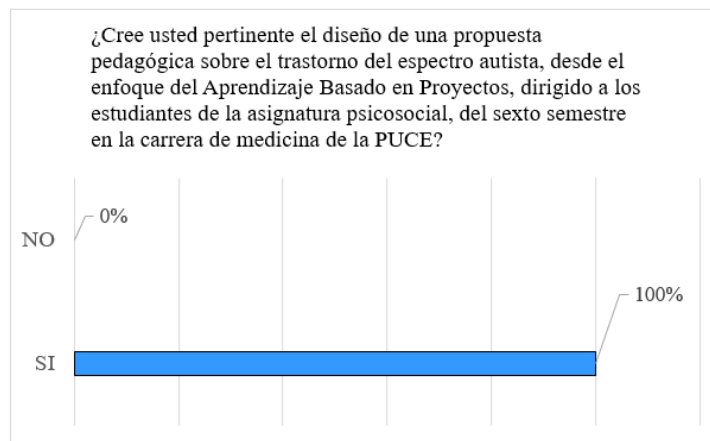 ¿Cree usted pertinente el diseño de una propuesta
pedagógica sobre el trastorno del espectro autista, desde el
enfoque del Aprendizaje Basado en Proyectos, dirigido a los
estudiantes de la asignatura psicosocial, del sexto semestre
en la carrera de medicina de la PUCE?
0%
NO
100%
SI